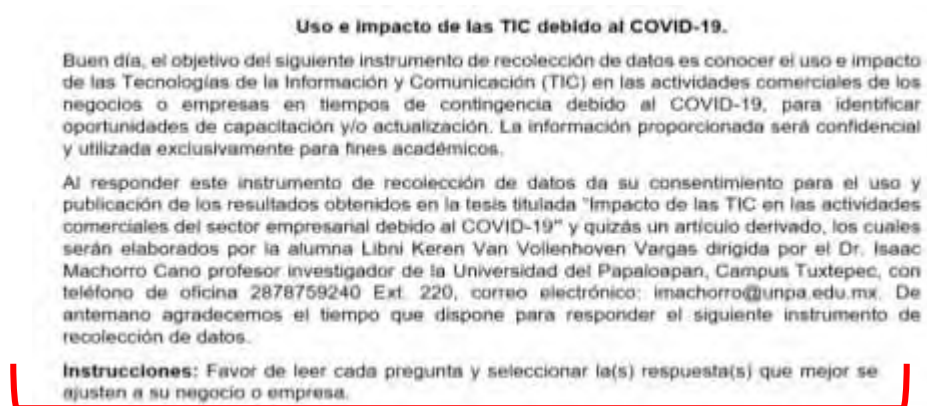 Uso e impacto de las TIC debido al COVID-19.
Buen día, el objetivo del siguiente instrumento de recolección de datos es conocer el uso e impacto
de las Tecnologías de la Información y Comunicación (TIC) en las actividades comerciales de los
negocios o empresas en tiempos de contingencia debido al COVID-19, para identificar
oportunidades de capacitación y/o actualización. La información proporcionada será confidencial
y utilizada exclusivamente para fines académicos.
Al responder este instrumento de recolección de datos da su consentimiento para el uso y
publicación de los resultados obtenidos en la tesis titulada "Impacto de las TIC en las actividades
comerciales del sector empresarial debido al COVID-19" y quizás un artículo derivado, los cuales
serán elaborados por la alumna Libni Keren Van Vollenhoven Vargas dirigida por el Dr. Isaac
Machorro Cano profesor investigador de la Universidad del Papaloapan, Campus Tuxtepec, con
teléfono de oficina 2878759240 Ext. 220, correo electrónico: imachorro@unpa.edu.mx. De
antemano agradecemos el tiempo que dispone para responder el siguiente instrumento de
recolección de datos.
Instrucciones: Favor de leer cada pregunta y seleccionar la(s) respuesta(s) que mejor se
ajusten a su negocio o empresa.